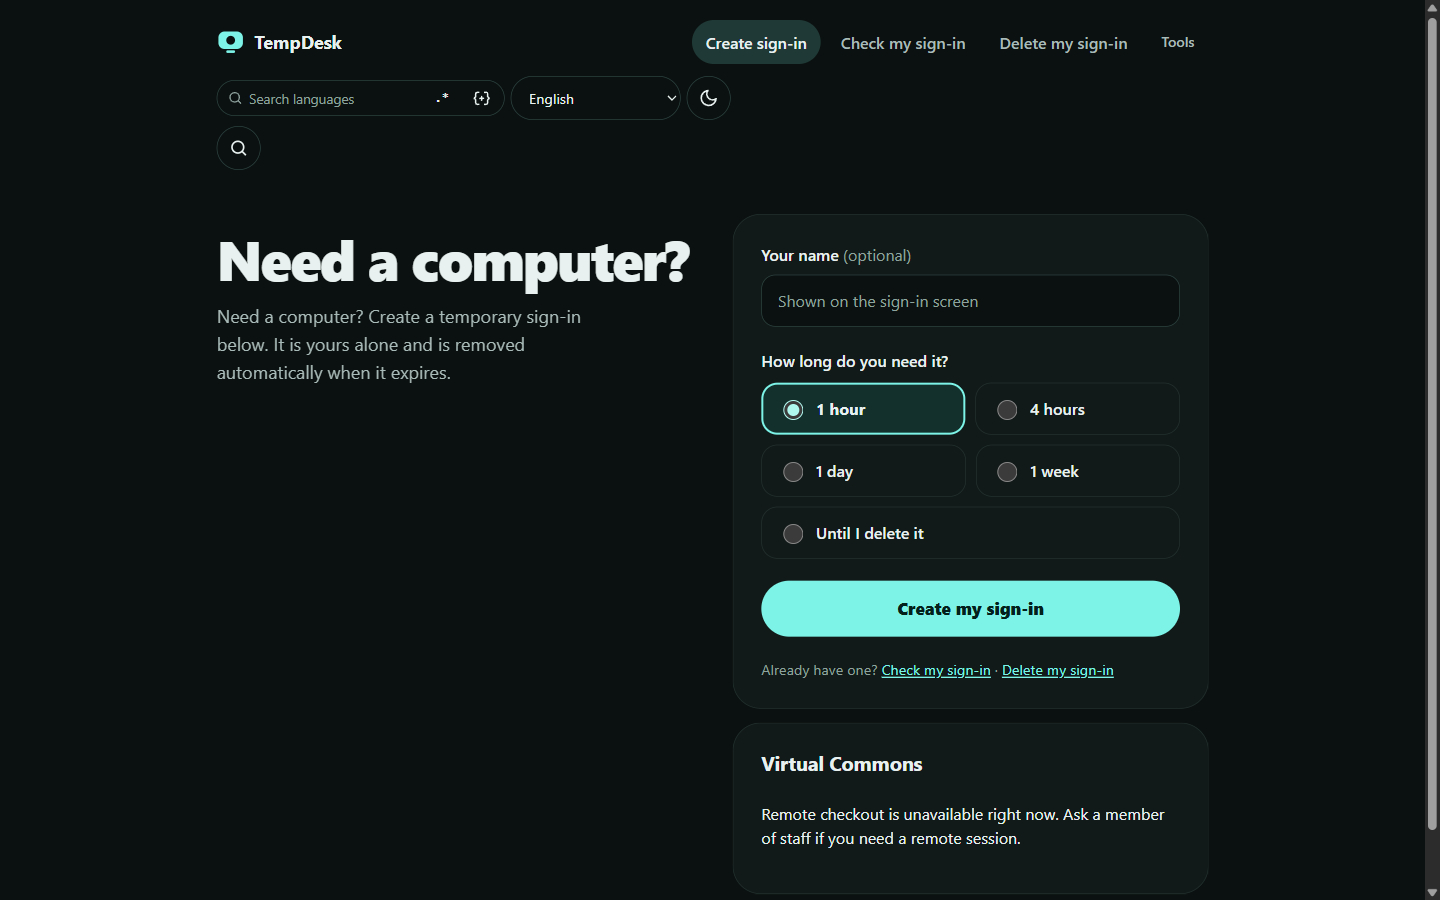 TempDesk
Create sign-in
Check my sign-in
Delete my sign-in
Tools
Search languages
.*
English
Need a computer?
Need a computer? Create a temporary sign-in
below. It is yours alone and is removed
automatically when it expires.
Your name (optional)
Shown on the sign-in screen
How long do you need it?
1 hour
4 hours
1 day
1 week
Until I delete it
Create my sign-in
Already have one? Check my sign-in · Delete my sign-in
Virtual Commons
Remote checkout is unavailable right now. Ask a member
of staff if you need a remote session.